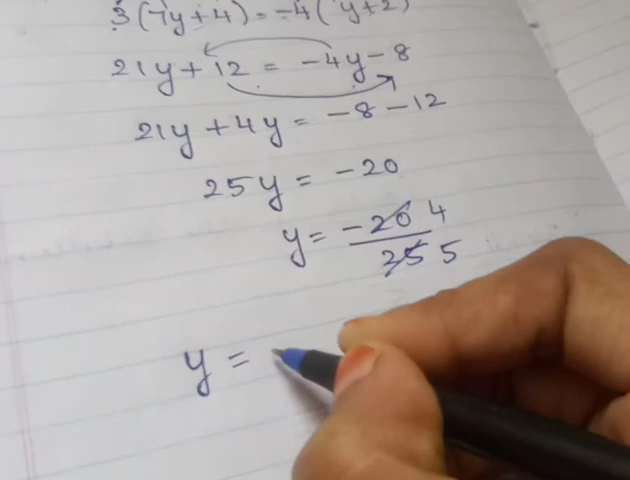 3(7y+4) = -4(y+2)
21y + 12 = -4y - 8
21y + 4y = -8 - 12
25y = -20
y = -20 4
25 5
y =